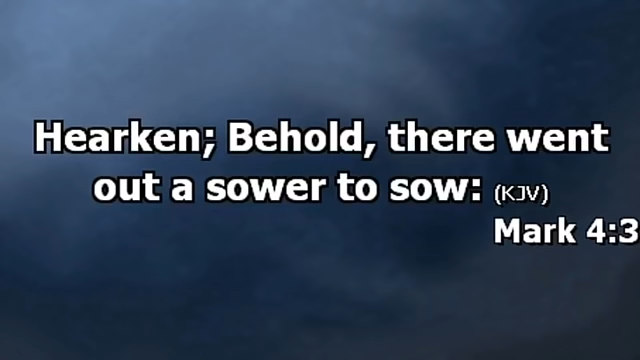 Hearken; Behold, there went
out a sower to sow: (KJV)
Mark 4:3